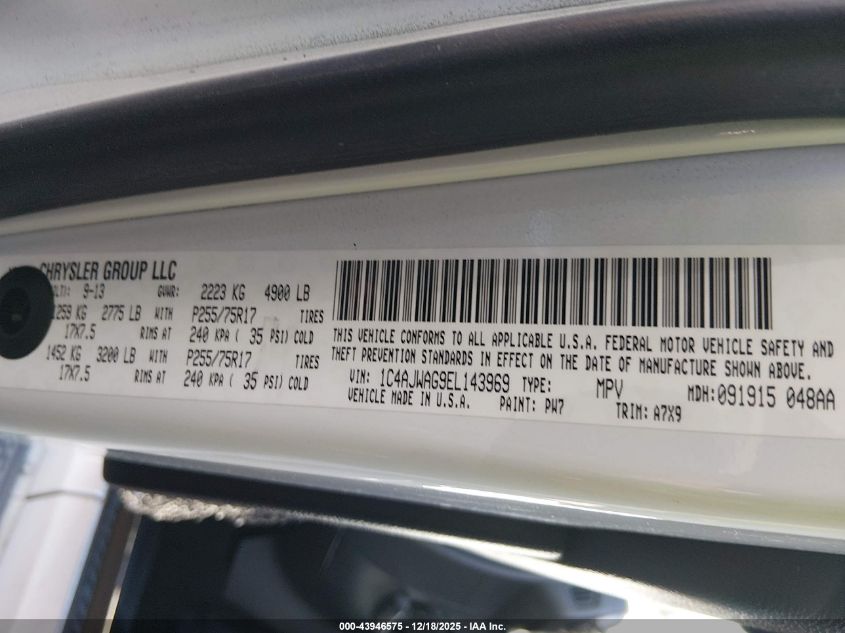 CHRYSLER GROUP LLC
9-13 GVWR: 2223 KG 4900 LB
1259 KG 2775 LB WITH P255/75R17 TIRES
17X7.5 RIMS AT 240 KPA ( 35 PSI) COLD
1452 KG 3200 LB WITH P255/75R17 TIRES
17X7.5 RIMS AT 240 KPA ( 35 PSI) COLD
THIS VEHICLE CONFORMS TO ALL APPLICABLE U.S.A. FEDERAL MOTOR VEHICLE SAFETY AND
THEFT PREVENTION STANDARDS IN EFFECT ON THE DATE OF MANUFACTURE SHOWN ABOVE.
VIN: 1C4AJWAG9EL143969 TYPE: MPV MDH: 091915 048AA
VEHICLE MADE IN U.S.A. PAINT: PW7 TRIM: A7X9
000-43946575 - 12/18/2025 - IAA Inc.